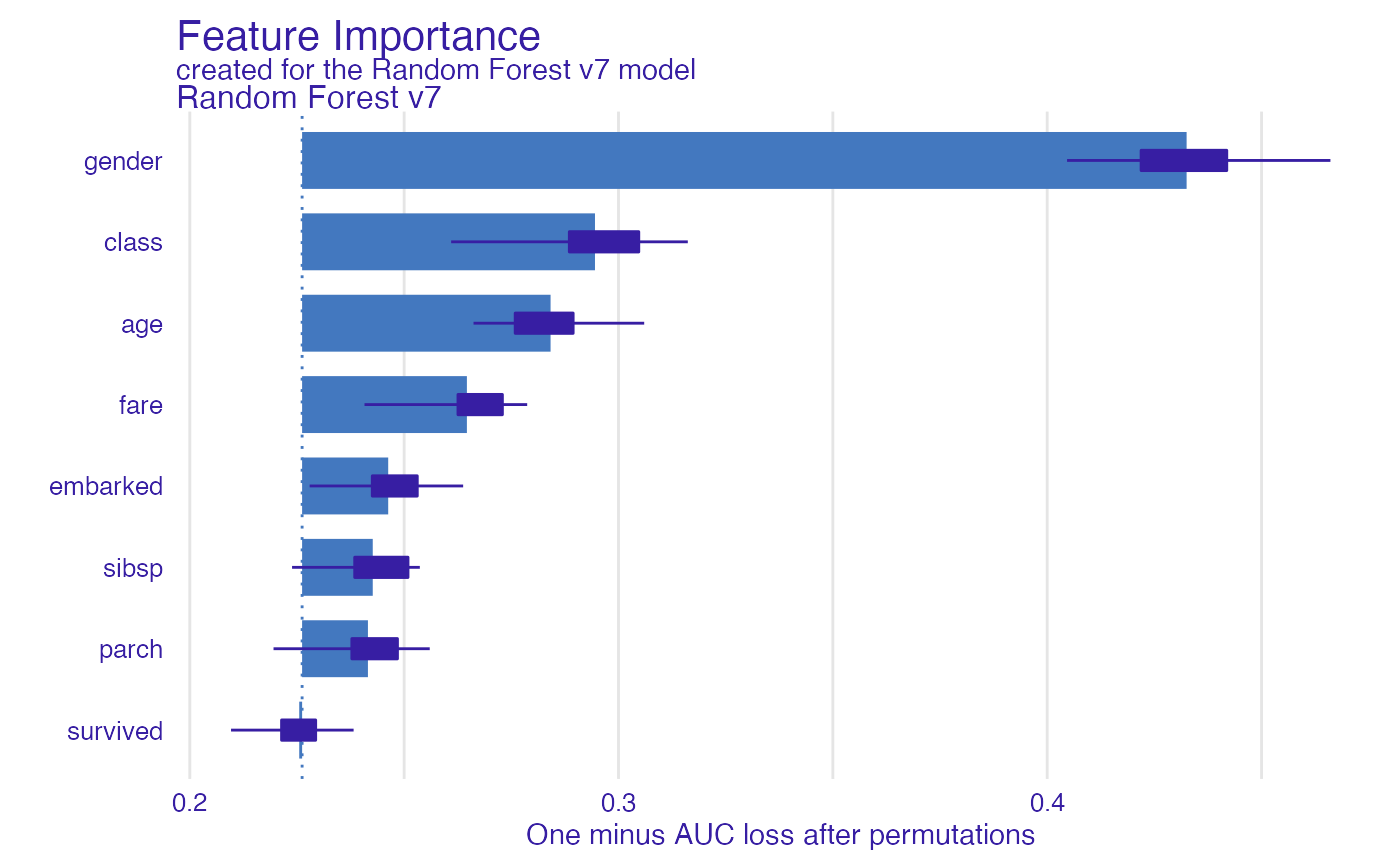 Feature Importance
created for the Random Forest v7 model
Random Forest v7
gender
class
age
fare
embarked
sibsp
parch
survived
0.2 0.3 0.4
One minus AUC loss after permutations